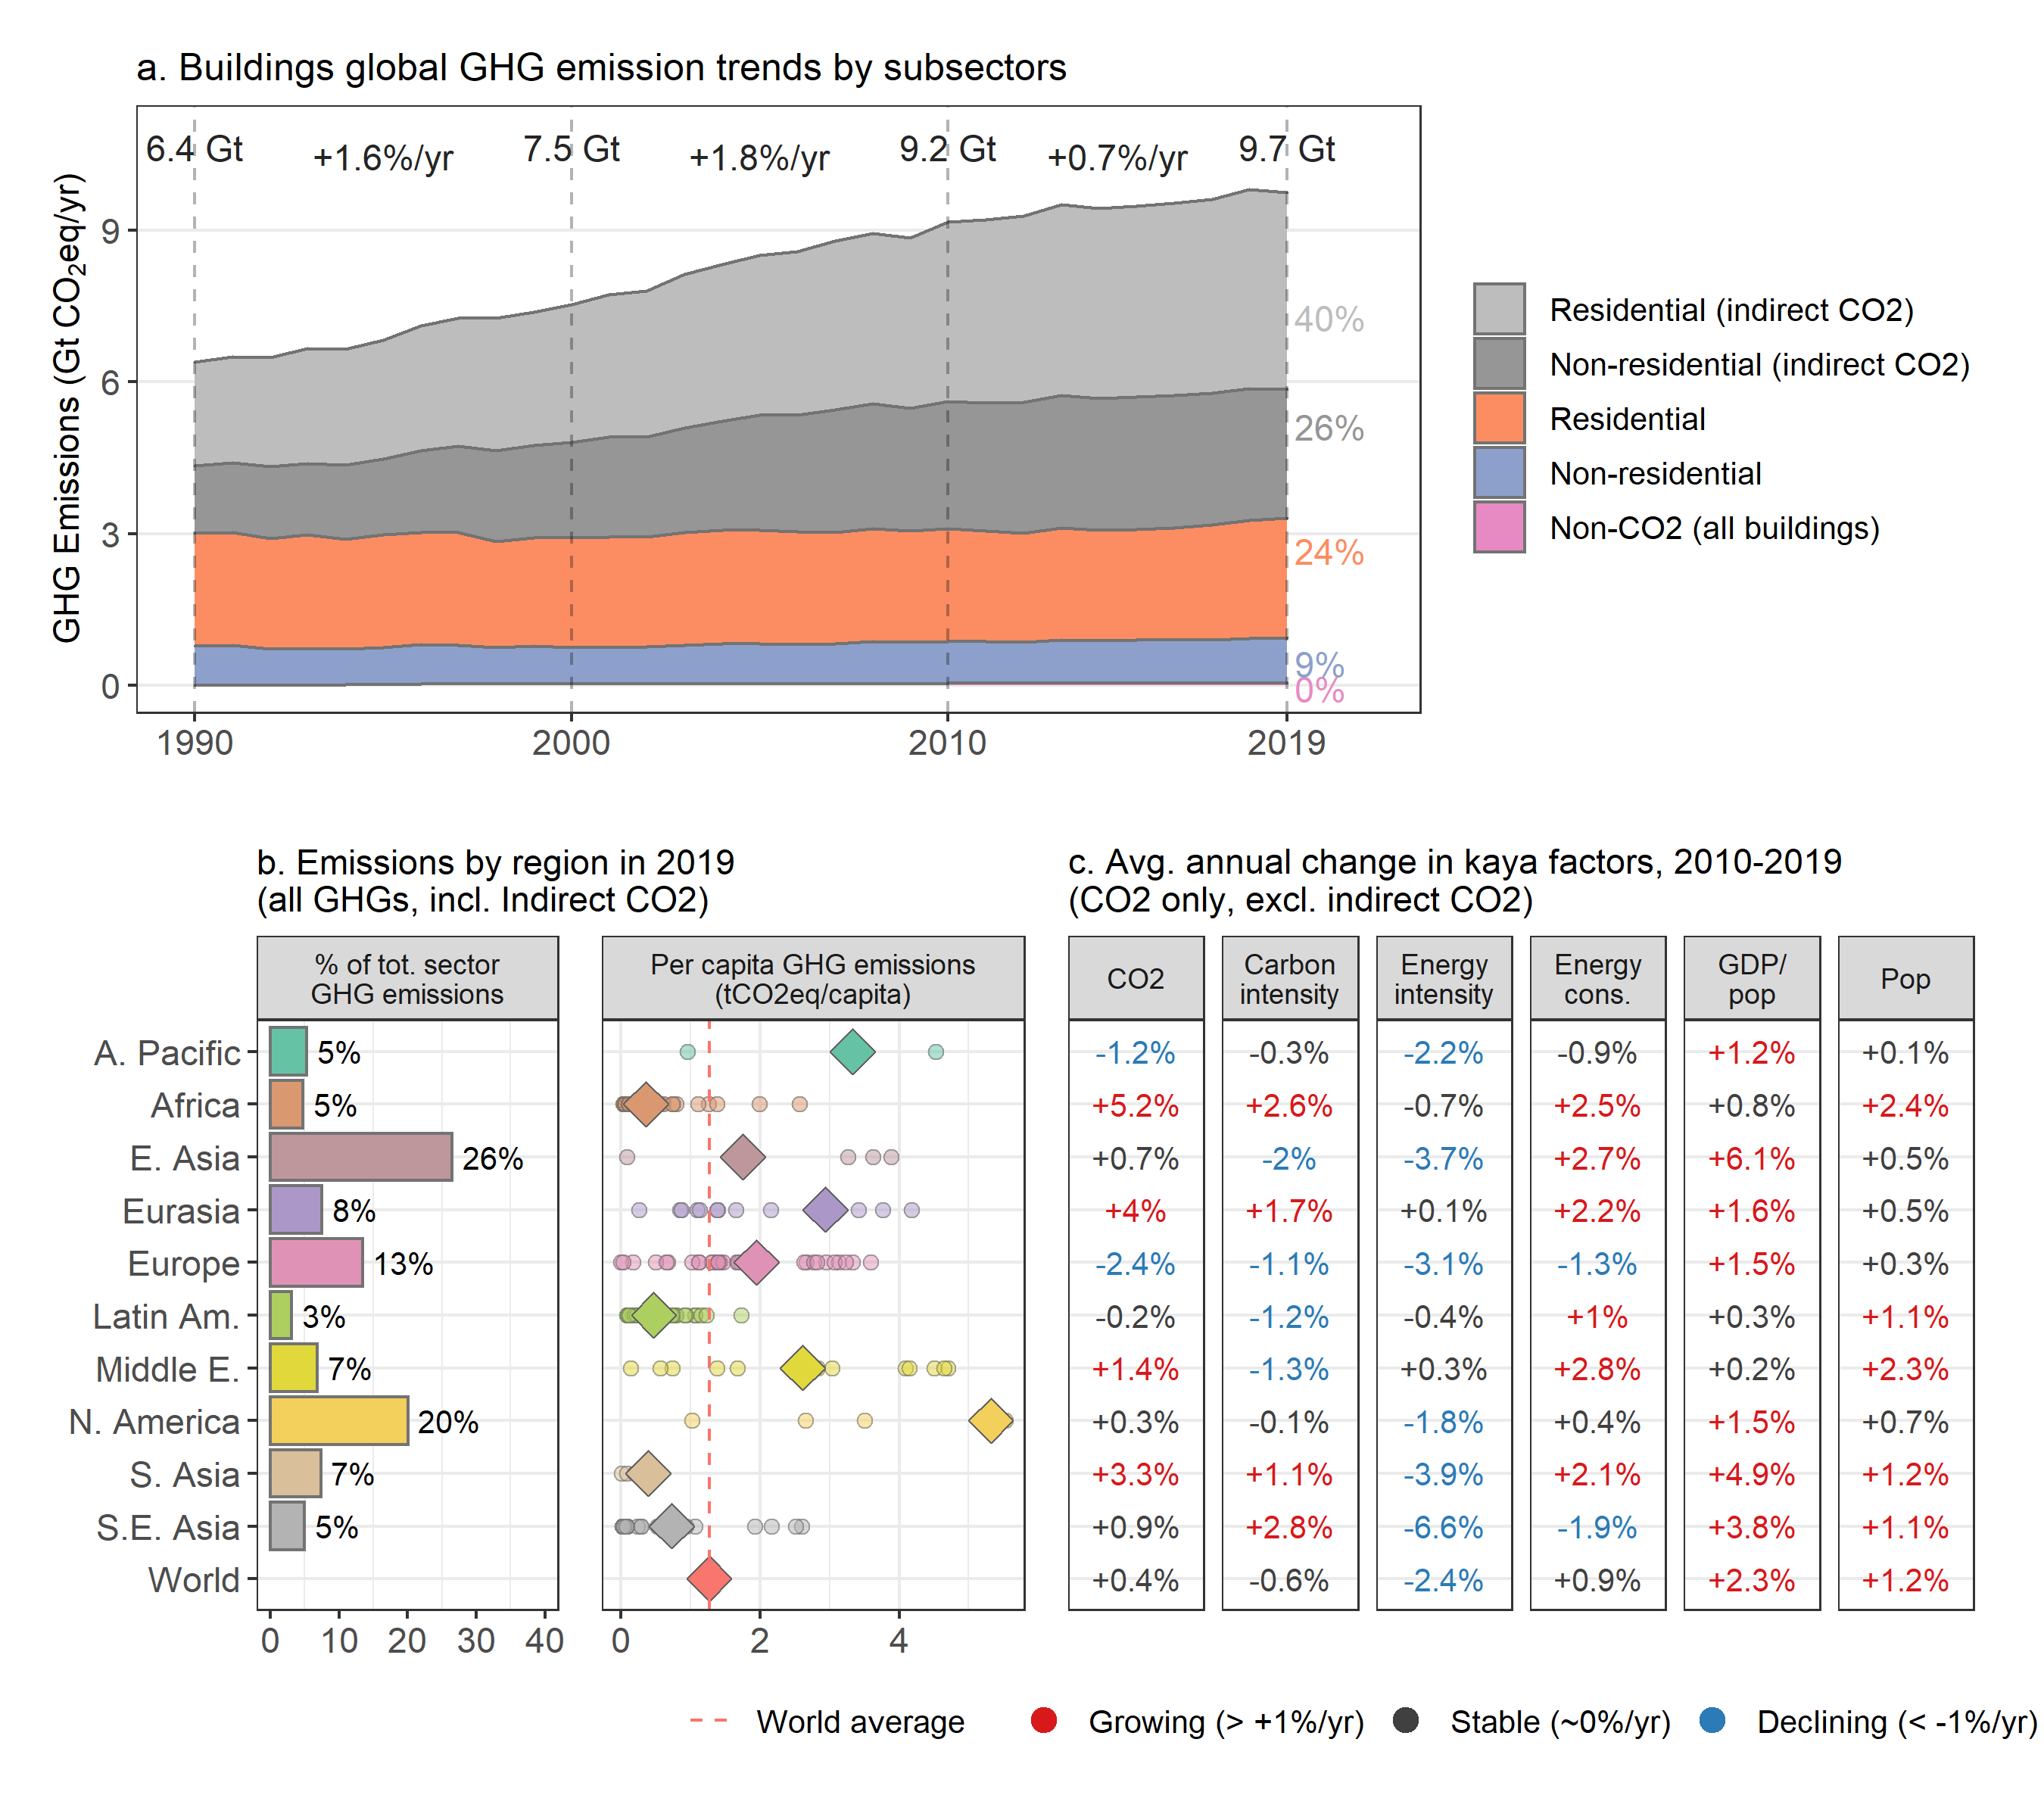 a. Buildings global GHG emission trends by subsectors
6.4 Gt +1.6%/yr 7.5 Gt +1.8%/yr 9.2 Gt +0.7%/yr 9.7 Gt
GHG Emissions (Gt CO2eq/yr)
9
6
3
0
40%
26%
24%
9%
0%
1990 2000 2010 2019
Residential (indirect CO2)
Non-residential (indirect CO2)
Residential
Non-residential
Non-CO2 (all buildings)
b. Emissions by region in 2019
(all GHGs, incl. Indirect CO2)
% of tot. sector
GHG emissions
Per capita GHG emissions
(tCO2eq/capita)
c. Avg. annual change in kaya factors, 2010-2019
(CO2 only, excl. indirect CO2)
CO2
Carbon
intensity
Energy
intensity
Energy
cons.
GDP/
pop
Pop
A. Pacific 5% -1.2% -0.3% -2.2% -0.9% +1.2% +0.1%
Africa 5% +5.2% +2.6% -0.7% +2.5% +0.8% +2.4%
E. Asia 26% +0.7% -2% -3.7% +2.7% +6.1% +0.5%
Eurasia 8% +4% +1.7% +0.1% +2.2% +1.6% +0.5%
Europe 13% -2.4% -1.1% -3.1% -1.3% +1.5% +0.3%
Latin Am. 3% -0.2% -1.2% -0.4% +1% +0.3% +1.1%
Middle E. 7% +1.4% -1.3% +0.3% +2.8% +0.2% +2.3%
N. America 20% +0.3% -0.1% -1.8% +0.4% +1.5% +0.7%
S. Asia 7% +3.3% +1.1% -3.9% +2.1% +4.9% +1.2%
S.E. Asia 5% +0.9% +2.8% -6.6% -1.9% +3.8% +1.1%
World +0.4% -0.6% -2.4% +0.9% +2.3% +1.2%
0 10 20 30 40
0 2 4
World average
Growing (> +1%/yr)
Stable (~0%/yr)
Declining (< -1%/yr)